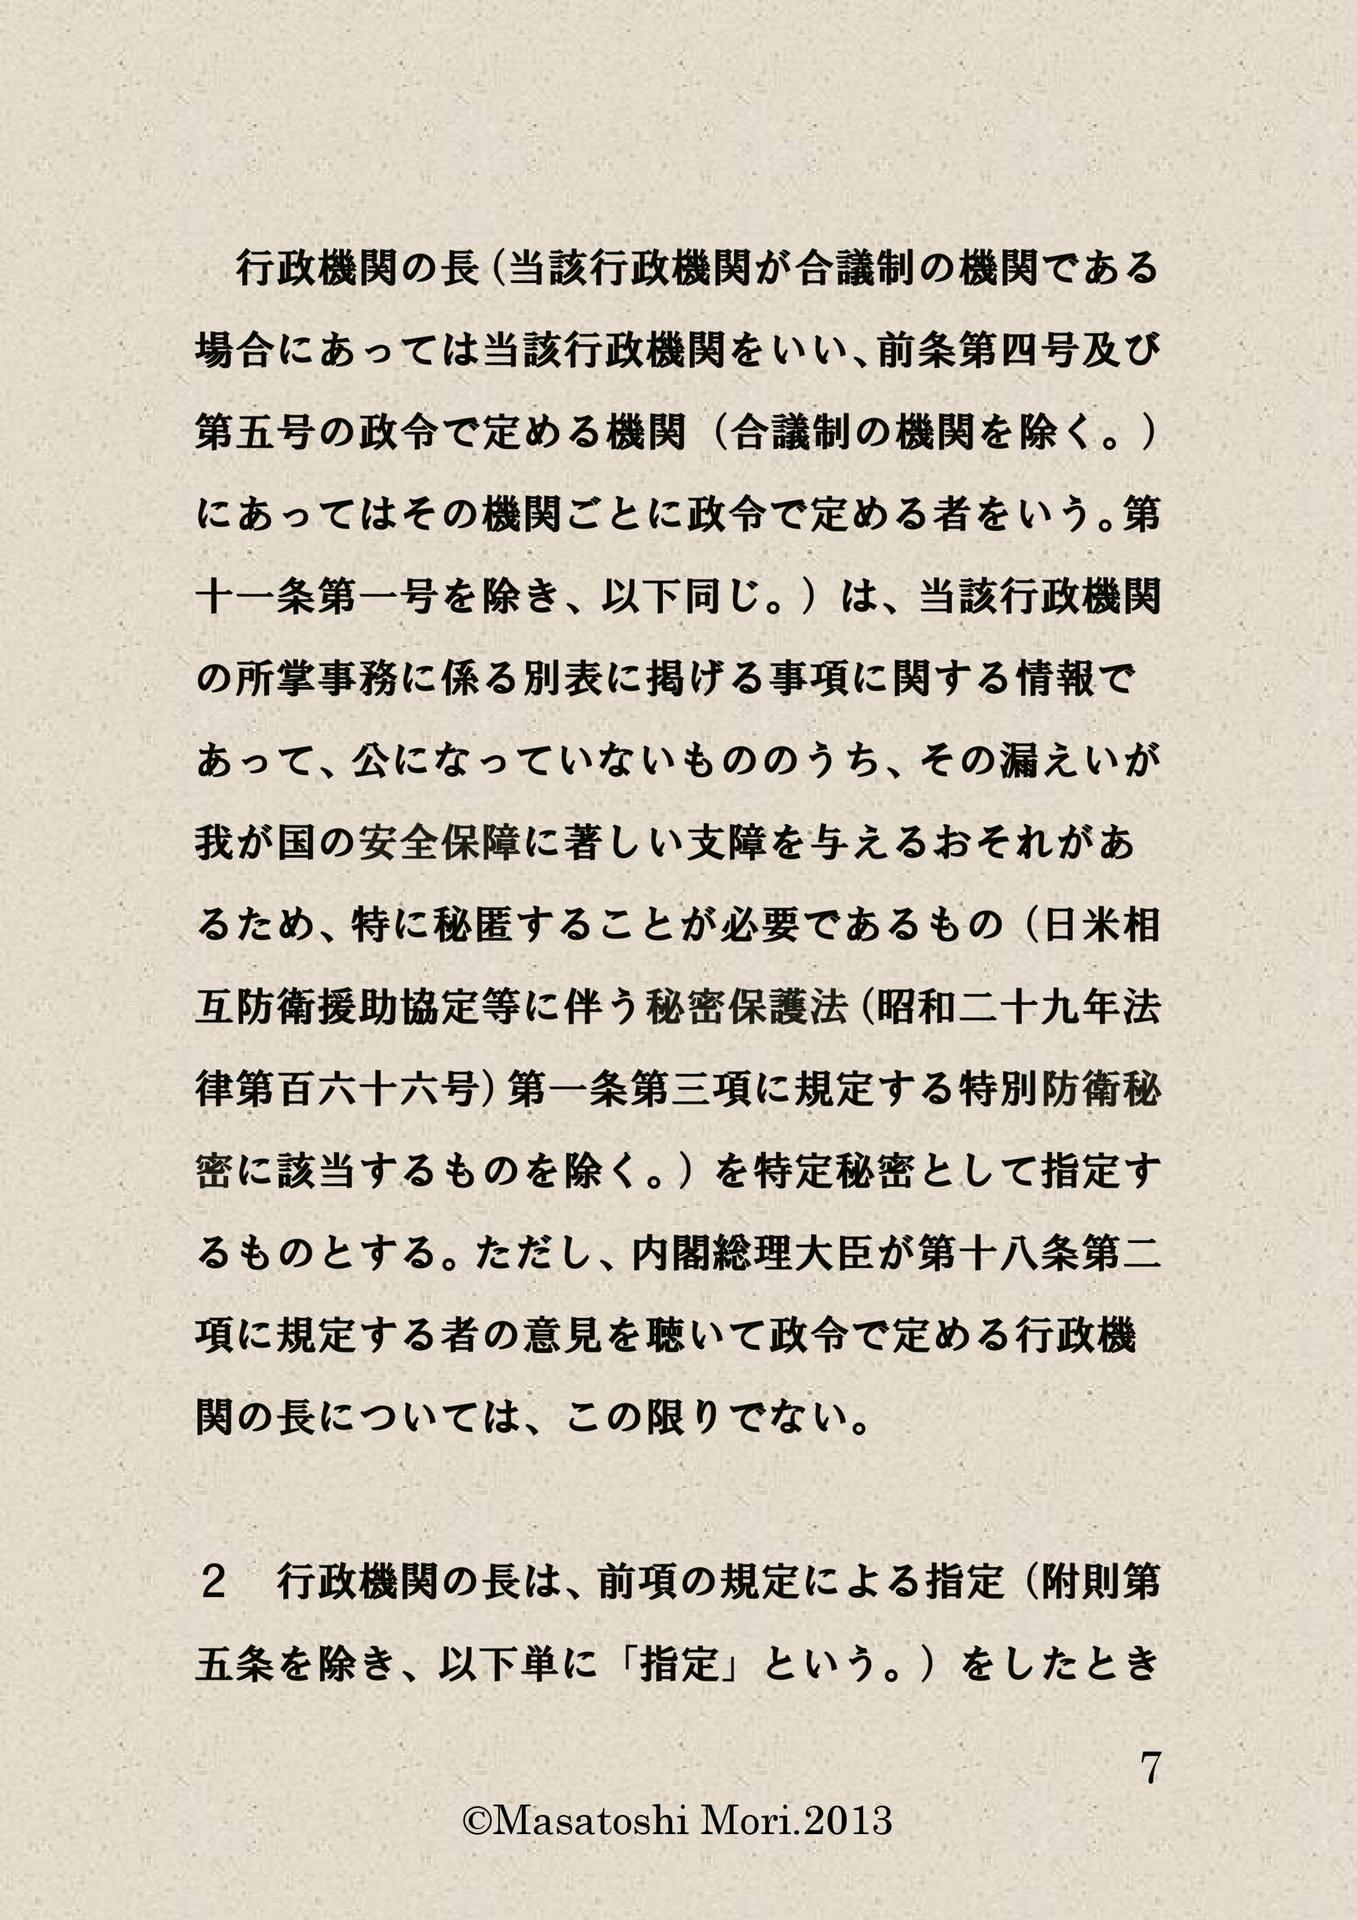 行政機関の長（当該行政機関が合議制の機関である
場合にあっては当該行政機関をいい、前条第四号及び
第五号の政令で定める機関（合議制の機関を除く。）
にあってはその機関ごとに政令で定める者をいう。第
十一条第一号を除き、以下同じ。）は、当該行政機関
の所掌事務に係る別表に掲げる事項に関する情報で
あって、公になっていないもののうち、その漏えいが
我が国の安全保障に著しい支障を与えるおそれがあ
るため、特に秘匿することが必要であるもの（日米相
互防衛援助協定等に伴う秘密保護法（昭和二十九年法
律第百六十六号）第一条第三項に規定する特別防衛秘
密に該当するものを除く。）を特定秘密として指定す
るものとする。ただし、内閣総理大臣が第十八条第二
項に規定する者の意見を聴いて政令で定める行政機
関の長については、この限りでない。
２　行政機関の長は、前項の規定による指定（附則第
五条を除き、以下単に「指定」という。）をしたとき
7
©Masatoshi Mori.2013